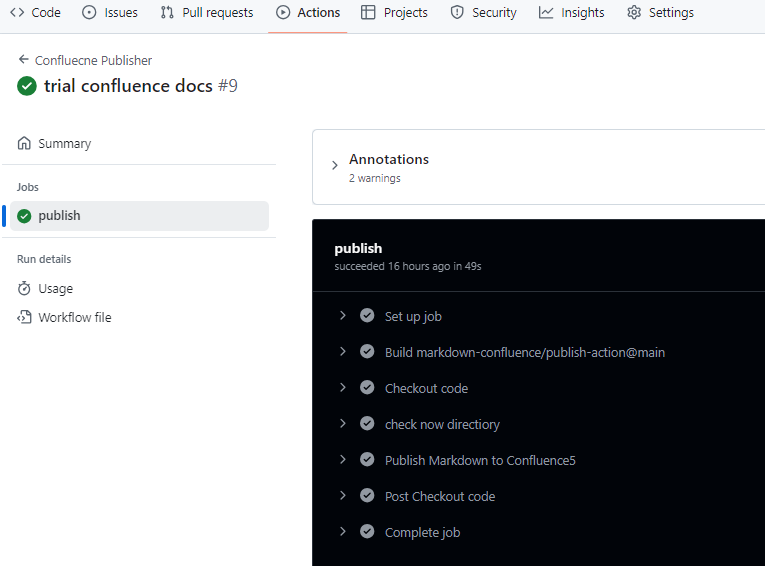 Code Issues Pull requests Actions Projects Security Insights Settings
Confluecne Publisher
trial confluence docs #9
Summary
Jobs
publish
Run details
Usage
Workflow file
Annotations
2 warnings
publish
succeeded 16 hours ago in 49s
Set up job
Build markdown-confluence/publish-action@main
Checkout code
check now directiory
Publish Markdown to Confluence5
Post Checkout code
Complete job